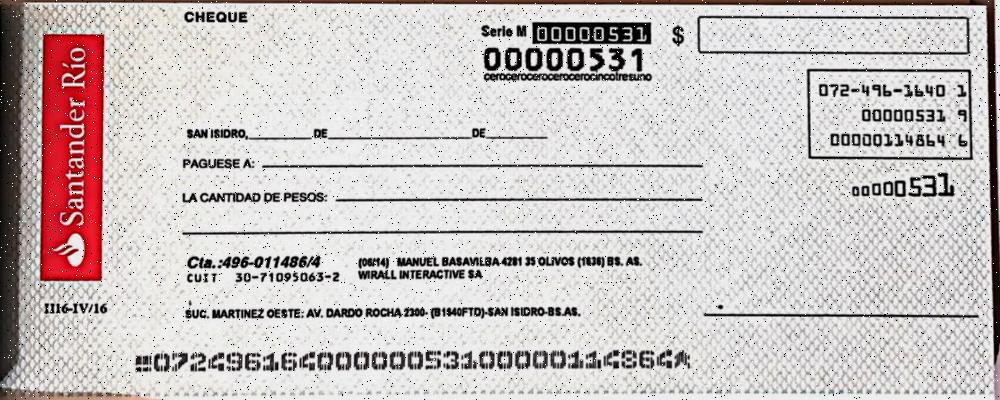 CHEQUE
Serie M 00000531 $
00000531
cerocerocerocerocerocincotresuno
072-496-1640 1
00000531 9
00000114864 6
00000531
Santander Río
SAN ISIDRO, DE DE
PAGUESE A:
LA CANTIDAD DE PESOS:
Cta.:496-011486/4 (06/14) MANUEL BASAVILBA 4281 35 OLIVOS (1636) BS. AS.
CUIT 30-71095063-2 WIRALL INTERACTIVE SA
II16-IV/16
SUC. MARTINEZ OESTE: AV. DARDO ROCHA 2300- (B1640FTD)-SAN ISIDRO-BS.AS.
07249616400000053100000114864